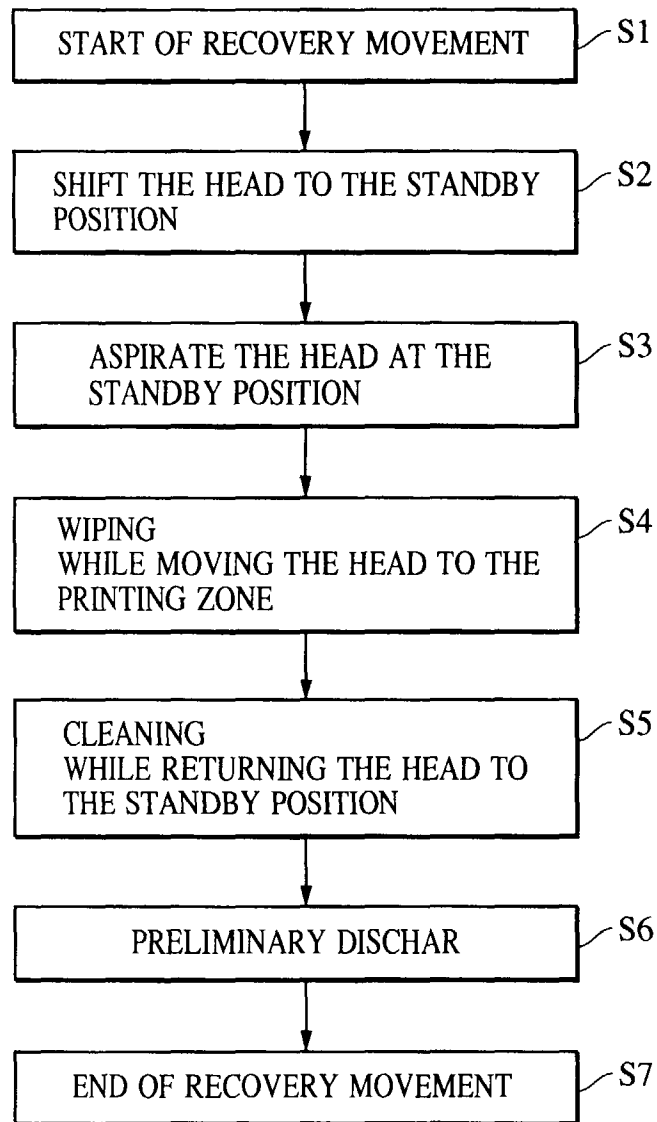 START OF RECOVERY MOVEMENT
S1
SHIFT THE HEAD TO THE STANDBY
POSITION
S2
ASPIRATE THE HEAD AT THE
STANDBY POSITION
S3
WIPING
WHILE MOVING THE HEAD TO THE
PRINTING ZONE
S4
CLEANING
WHILE RETURNING THE HEAD TO
THE STANDBY POSITION
S5
PRELIMINARY DISCHAR
S6
END OF RECOVERY MOVEMENT
S7